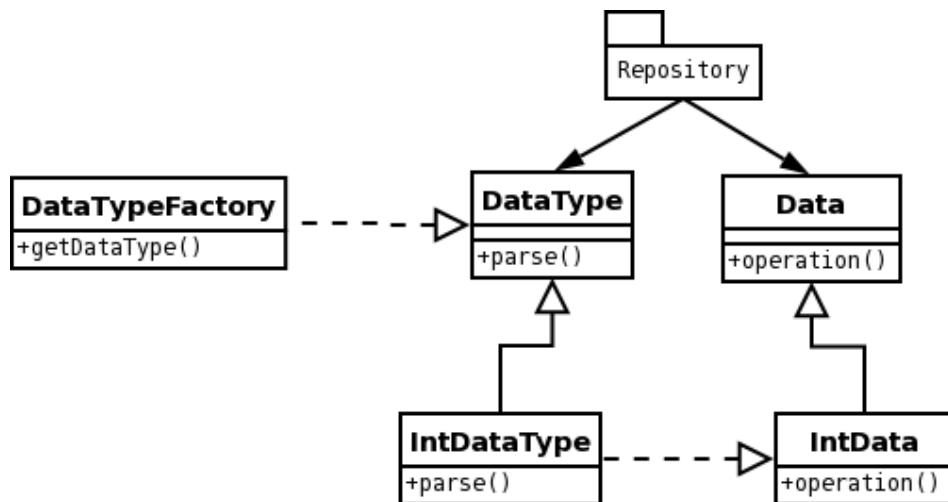 Repository
DataTypeFactory
+getDataType()
DataType
+parse()
Data
+operation()
IntDataType
+parse()
IntData
+operation()